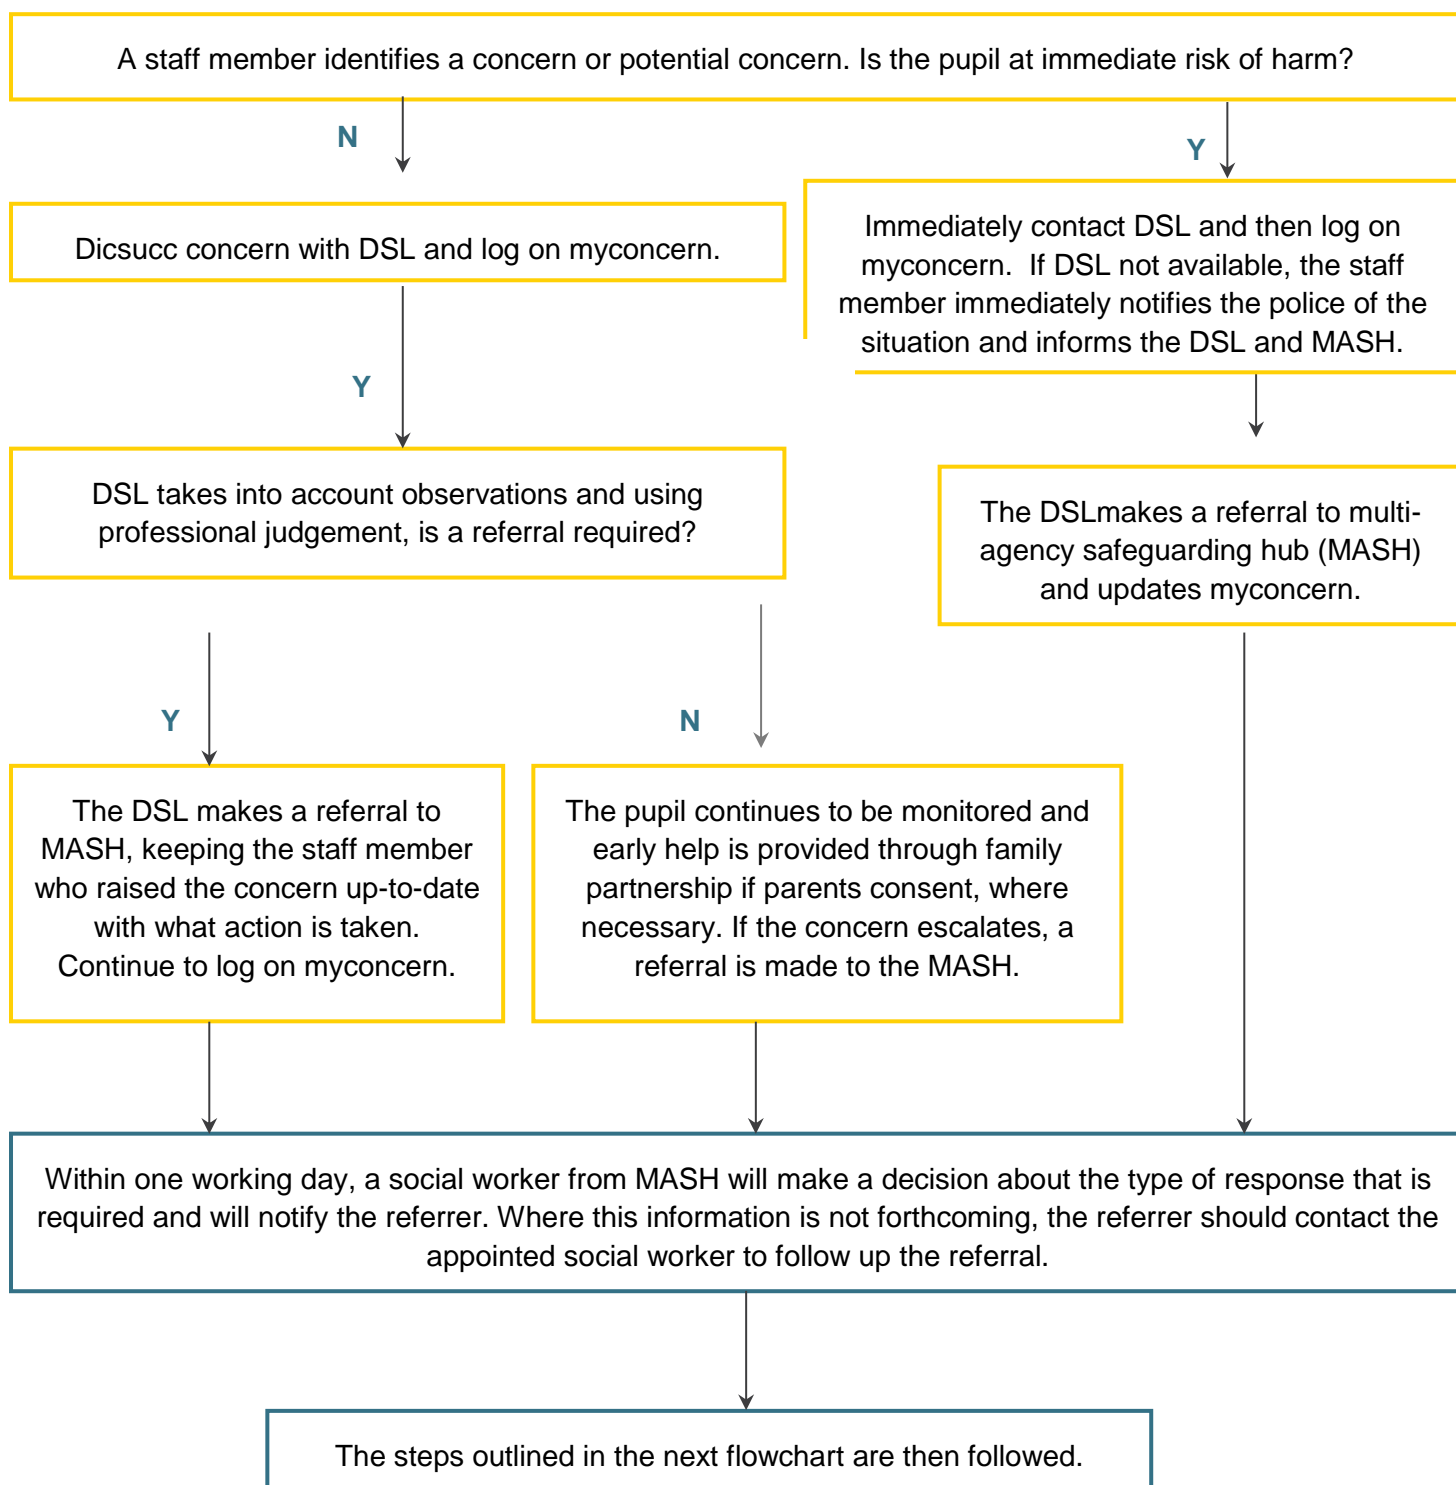 A staff member identifies a concern or potential concern. Is the pupil at immediate risk of harm?
N
Y
Dicsucc concern with DSL and log on myconcern.
Immediately contact DSL and then log on
myconcern.  If DSL not available, the staff
member immediately notifies the police of the
situation and informs the DSL and MASH.
Y
DSL takes into account observations and using
professional judgement, is a referral required?
The DSLmakes a referral to multi-
agency safeguarding hub (MASH)
and updates myconcern.
Y
N
The DSL makes a referral to
MASH, keeping the staff member
who raised the concern up-to-date
with what action is taken.
Continue to log on myconcern.
The pupil continues to be monitored and
early help is provided through family
partnership if parents consent, where
necessary. If the concern escalates, a
referral is made to the MASH.
Within one working day, a social worker from MASH will make a decision about the type of response that is
required and will notify the referrer. Where this information is not forthcoming, the referrer should contact the
appointed social worker to follow up the referral.
The steps outlined in the next flowchart are then followed.